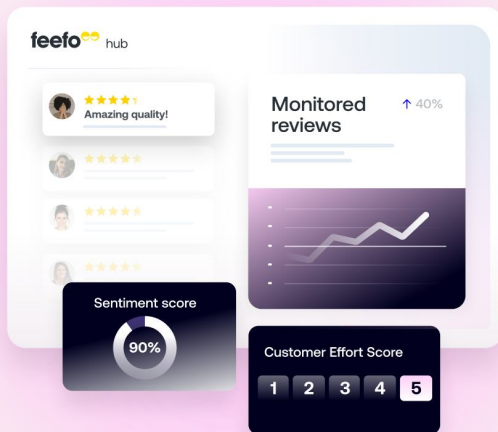 feefo hub
Amazing quality!
Monitored
reviews
↑ 40%
Sentiment score
90%
Customer Effort Score
1 2 3 4 5